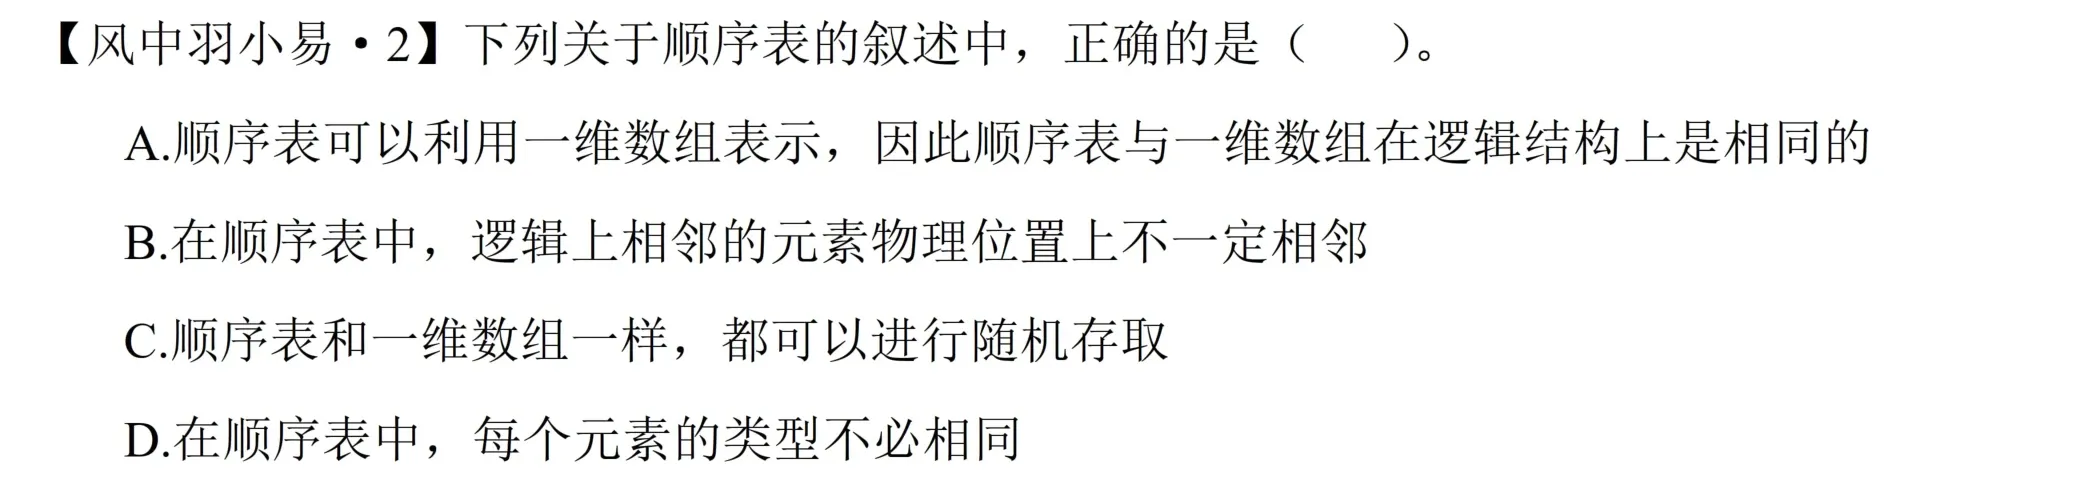 【风中羽小易·2】下列关于顺序表的叙述中，正确的是（　　）。
A.顺序表可以利用一维数组表示，因此顺序表与一维数组在逻辑结构上是相同的
B.在顺序表中，逻辑上相邻的元素物理位置上不一定相邻
C.顺序表和一维数组一样，都可以进行随机存取
D.在顺序表中，每个元素的类型不必相同